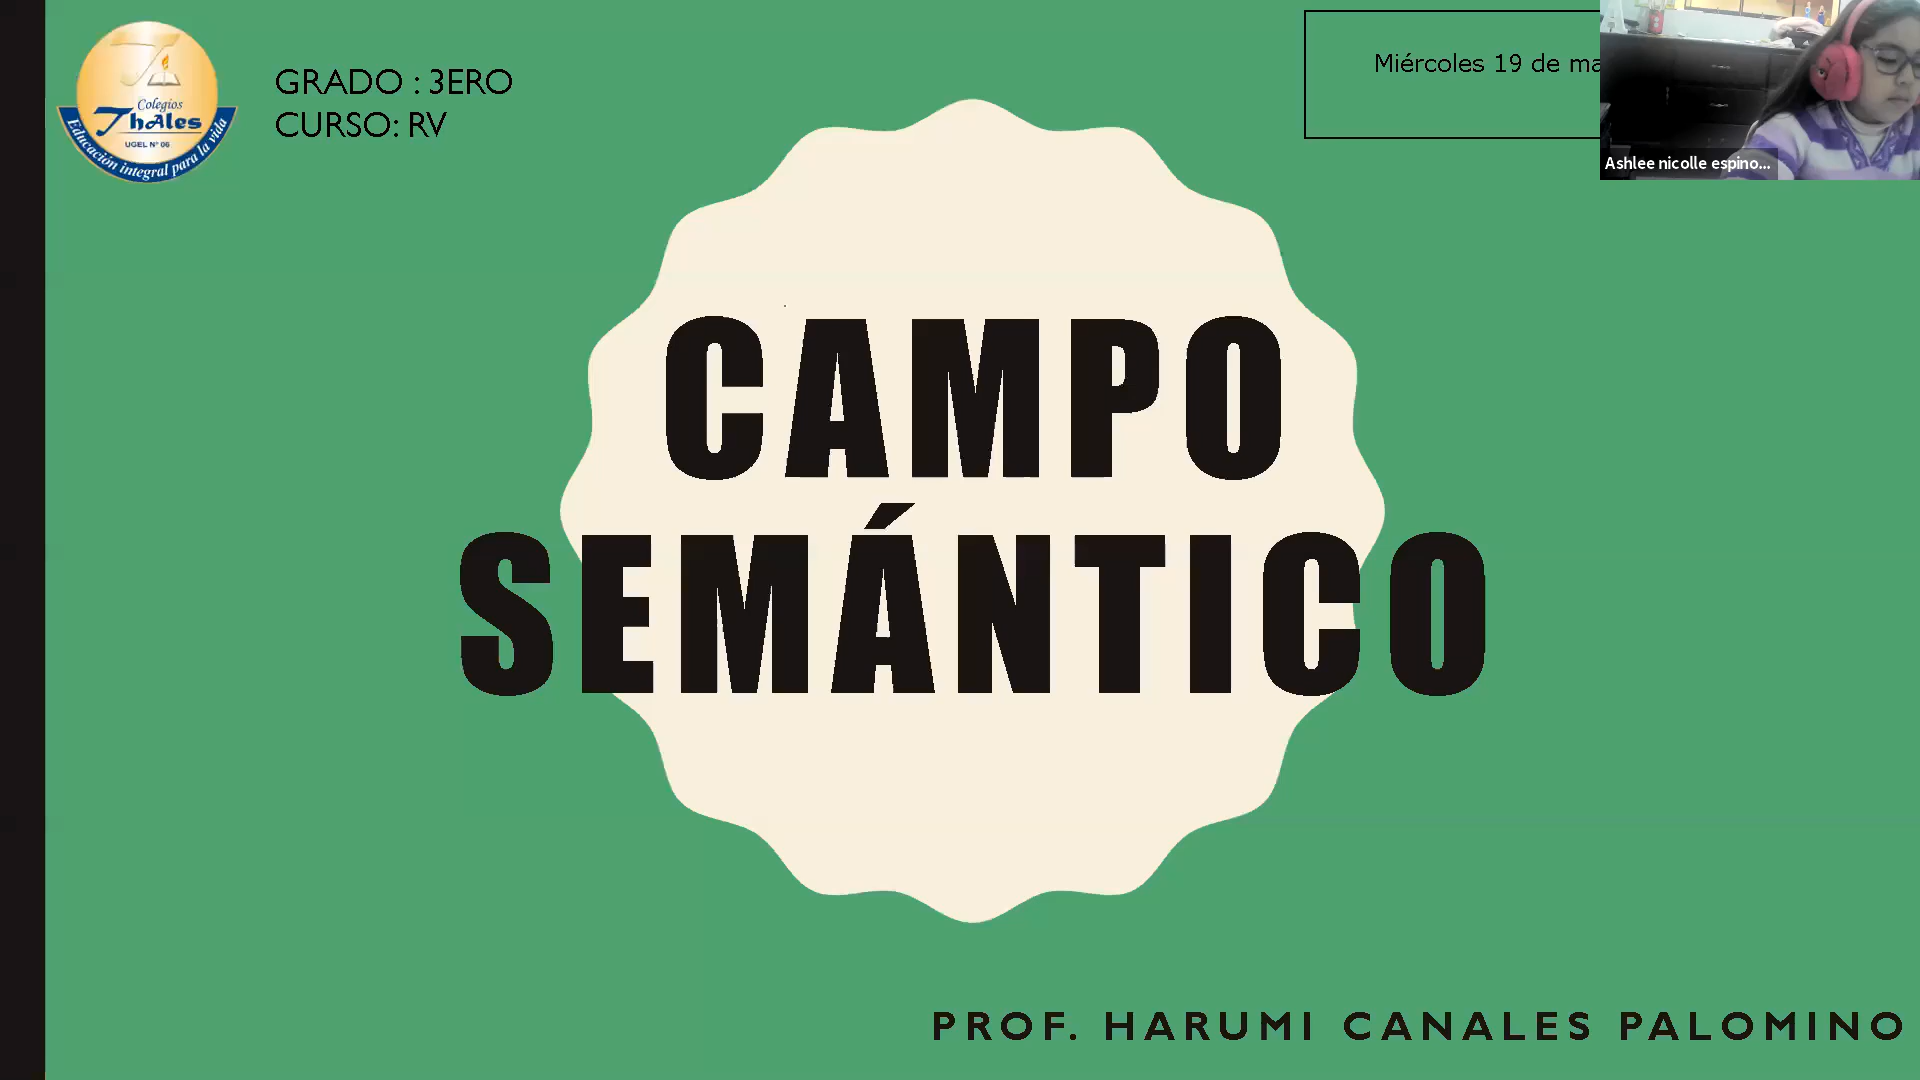 Colegios
Thales
UGEL N° 06
Educación integral para la vida
GRADO : 3ERO
CURSO: RV
Miércoles 19 de
Ashlee nicolle espino...
CAMPO
SEMÁNTICO
PROF. HARUMI CANALES PALOMINO